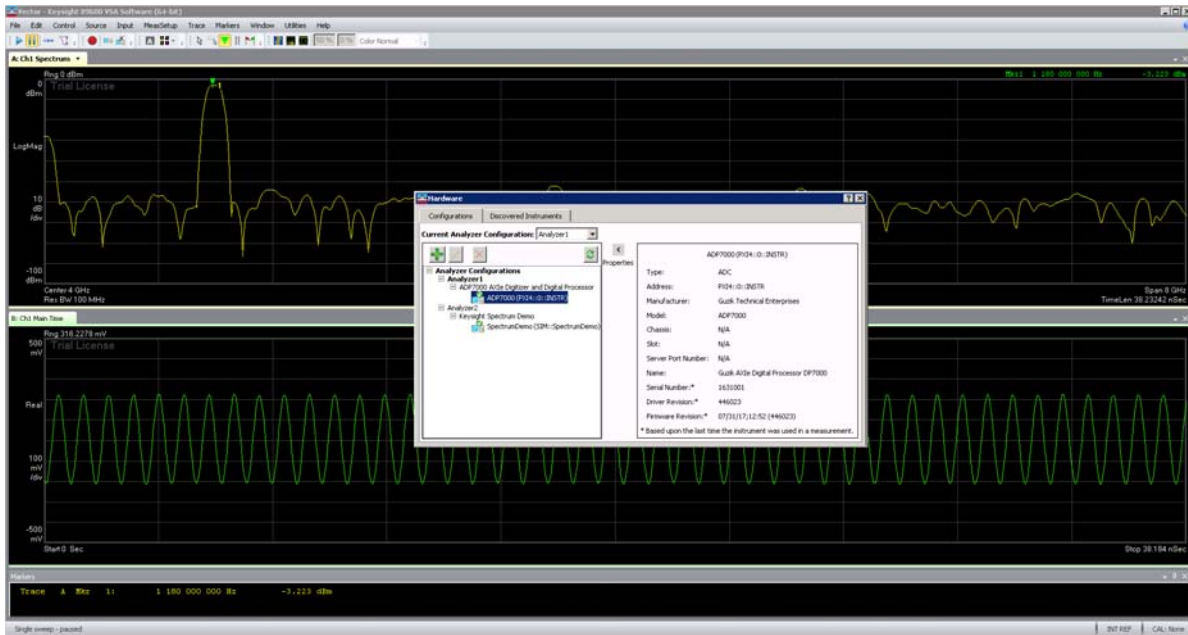 Vector - Keysight 89600 VSA Software (64-bit)
File Edit Control Source Input MeasSetup Trace Markers Window Utilities Help
50 % 0 % Color Normal
A: Ch1 Spectrum
Rng 0 dBm
Mkr1 1 180 000 000 Hz -3.223 dBm
0
dBm
Trial License
1
LogMag
10
dB
/div
-100
dBm
Center 4 GHz
Res BW 100 MHz
Span 8 GHz
TimeLen 38.23242 nSec
B: Ch1 Main Time
Rng 316.2278 mV
500
mV
Trial License
Real
100
mV
/div
-500
mV
Start 0 Sec
Stop 38.184 nSec
Hardware
Configurations Discovered Instruments
Current Analyzer Configuration: Analyzer1
Analyzer Configurations
Analyzer1
ADP7000 AXIe Digitizer and Digital Processor
ADP7000 (PXI4::0::INSTR)
Analyzer2
Keysight Spectrum Demo
SpectrumDemo (SIM::SpectrumDemo)
Properties
ADP7000 (PXI4::0::INSTR)
Type: ADC
Address: PXI4::0::INSTR
Manufacturer: Guzik Technical Enterprises
Model: ADP7000
Chassis: N/A
Slot: N/A
Server Port Number: N/A
Name: Guzik AXIe Digital Processor DP7000
Serial Number:* 1631001
Driver Revision:* 446023
Firmware Revision:* 07/31/17;12:52 (446023)
* Based upon the last time the instrument was used in a measurement.
Markers
Trace A Mkr 1: 1 180 000 000 Hz -3.223 dBm
Single sweep - paused
INT REF CAL: None